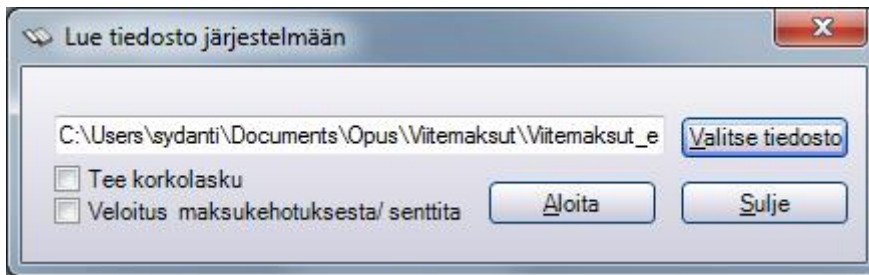 Lue tiedosto järjestelmään
C:\Users\sydanti\Documents\Opus\Viitemaksut\Viitemaksut_e
Valitse tiedosto
Tee korkolasku
Veloitus maksukehotuksesta/ senttita
Aloita
Sulje